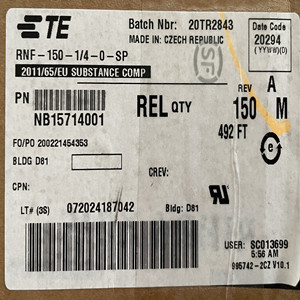 TE
Batch Nbr: 20TR2843
Date Code
MADE IN: CZECH REPUBLIC
20294
(YYWW(D)
RNF-150-1/4-0-SP
SF
2011/65/EU SUBSTANCE COMP
PN
NB15714001
REL QTY
REV A
150 M
492 FT
FO/PO 200221454353
BLDG D81
CREV:
CPN:
LT# (3S) 072024187042
Bldg: D81
USER: SC013699
5:56 AM
995742-2CZ V10.1